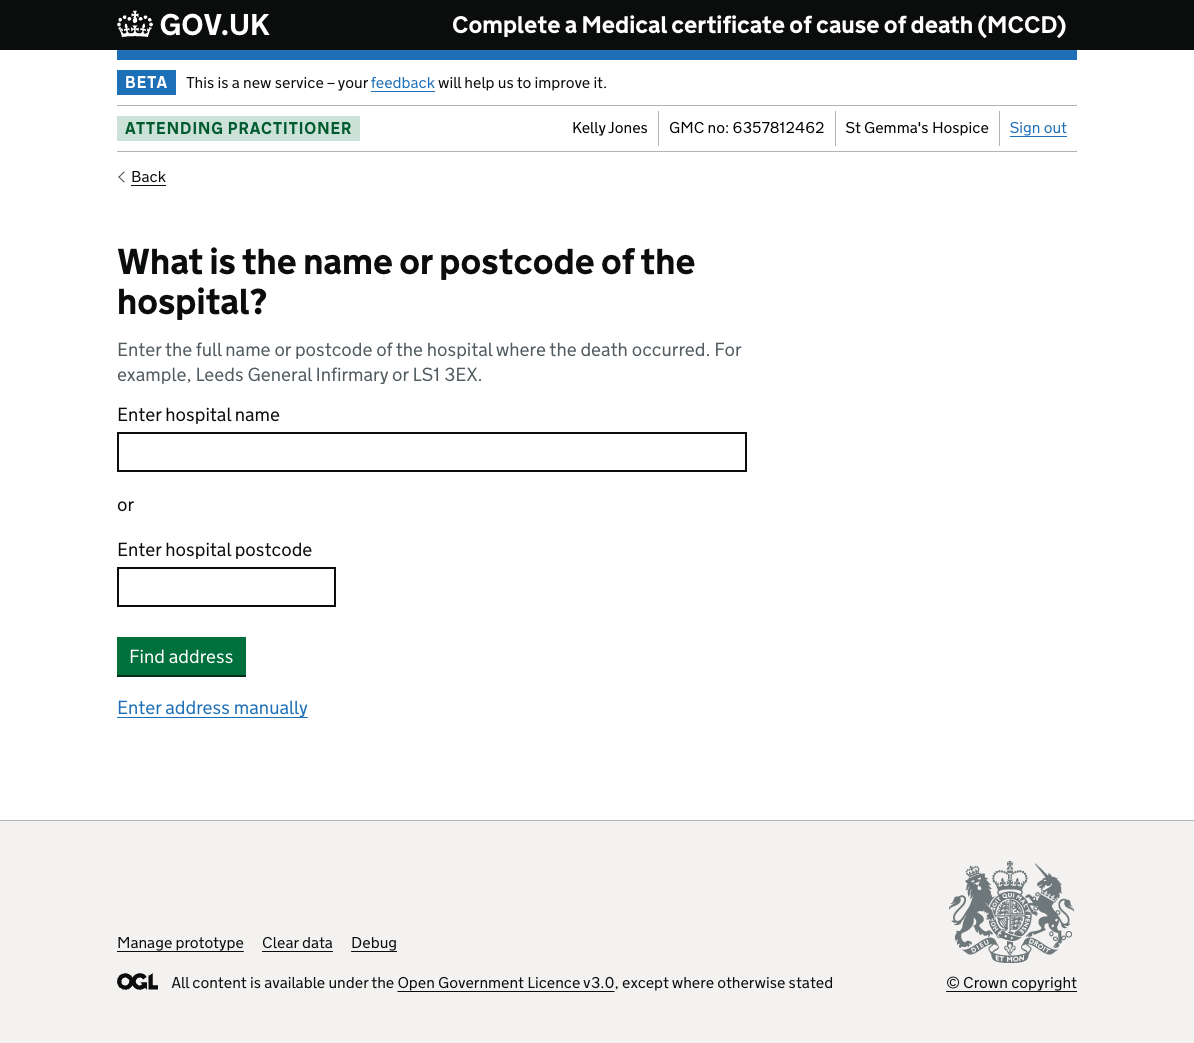 GOV.UK
Complete a Medical certificate of cause of death (MCCD)
BETA This is a new service – your feedback will help us to improve it.
ATTENDING PRACTITIONER
Kelly Jones
GMC no: 6357812462
St Gemma's Hospice
Sign out
Back
What is the name or postcode of the
hospital?
Enter the full name or postcode of the hospital where the death occurred. For
example, Leeds General Infirmary or LS1 3EX.
Enter hospital name
or
Enter hospital postcode
Find address
Enter address manually
Manage prototype Clear data Debug
OGL All content is available under the Open Government Licence v3.0, except where otherwise stated
DIEU ET MON DROIT
© Crown copyright